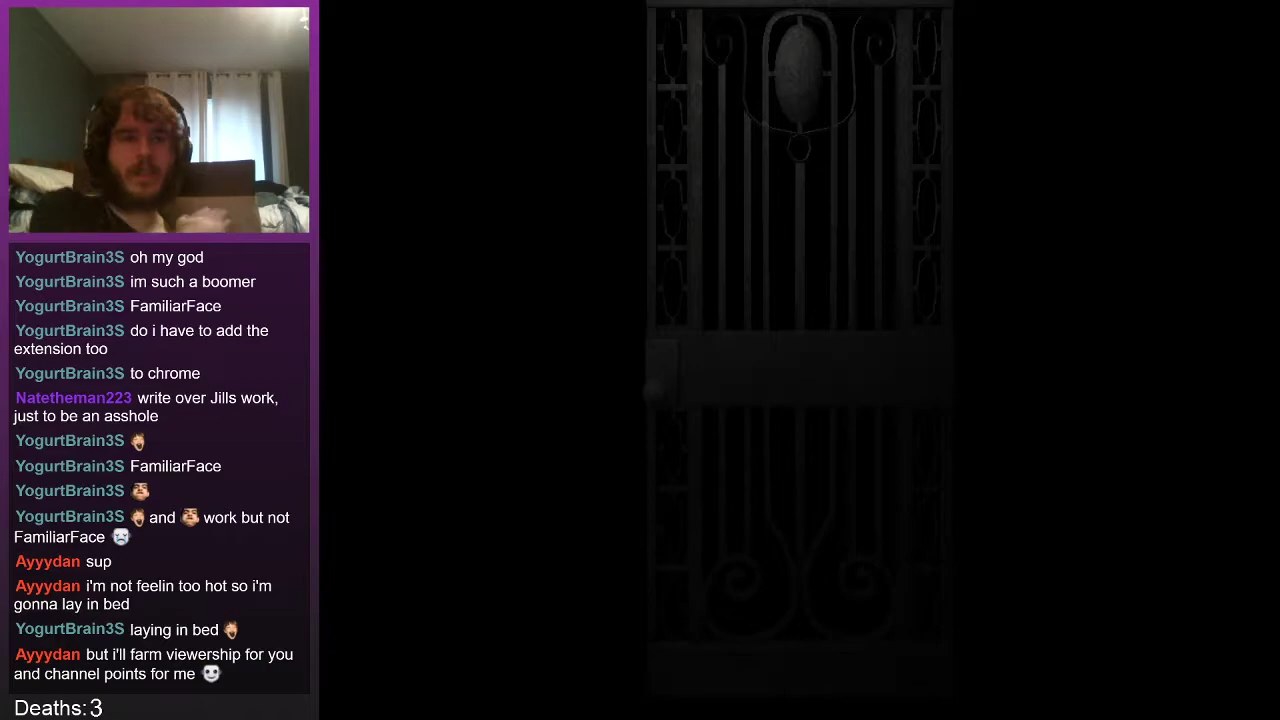 YogurtBrain3S oh my god
YogurtBrain3S im such a boomer
YogurtBrain3S FamiliarFace
YogurtBrain3S do i have to add the
extension too
YogurtBrain3S to chrome
Natetheman223 write over Jills work,
just to be an asshole
YogurtBrain3S
YogurtBrain3S FamiliarFace
YogurtBrain3S
YogurtBrain3S and work but not
FamiliarFace
Ayyydan sup
Ayyydan i'm not feelin too hot so i'm
gonna lay in bed
YogurtBrain3S laying in bed
Ayyydan but i'll farm viewership for you
and channel points for me
Deaths:3